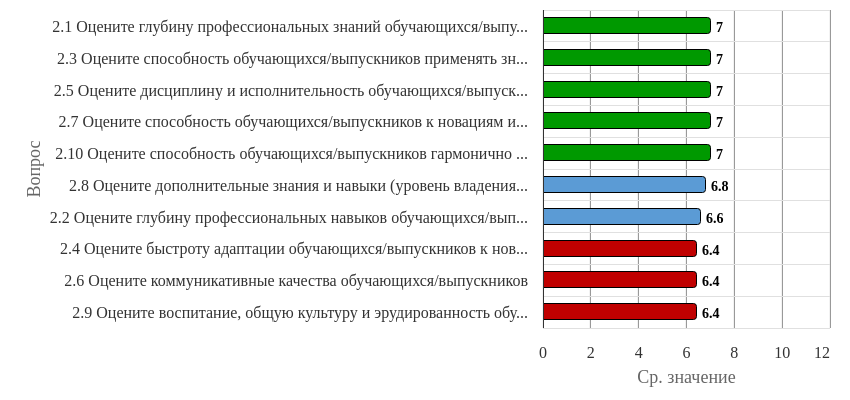 2.1 Оцените глубину профессиональных знаний обучающихся/выпу... 7
2.3 Оцените способность обучающихся/выпускников применять зн... 7
2.5 Оцените дисциплину и исполнительность обучающихся/выпуск... 7
2.7 Оцените способность обучающихся/выпускников к новациям и... 7
2.10 Оцените способность обучающихся/выпускников гармонично ... 7
2.8 Оцените дополнительные знания и навыки (уровень владения... 6.8
2.2 Оцените глубину профессиональных навыков обучающихся/вып... 6.6
2.4 Оцените быстроту адаптации обучающихся/выпускников к нов... 6.4
2.6 Оцените коммуникативные качества обучающихся/выпускников 6.4
2.9 Оцените воспитание, общую культуру и эрудированность обу... 6.4
Вопрос
0 2 4 6 8 10 12
Ср. значение